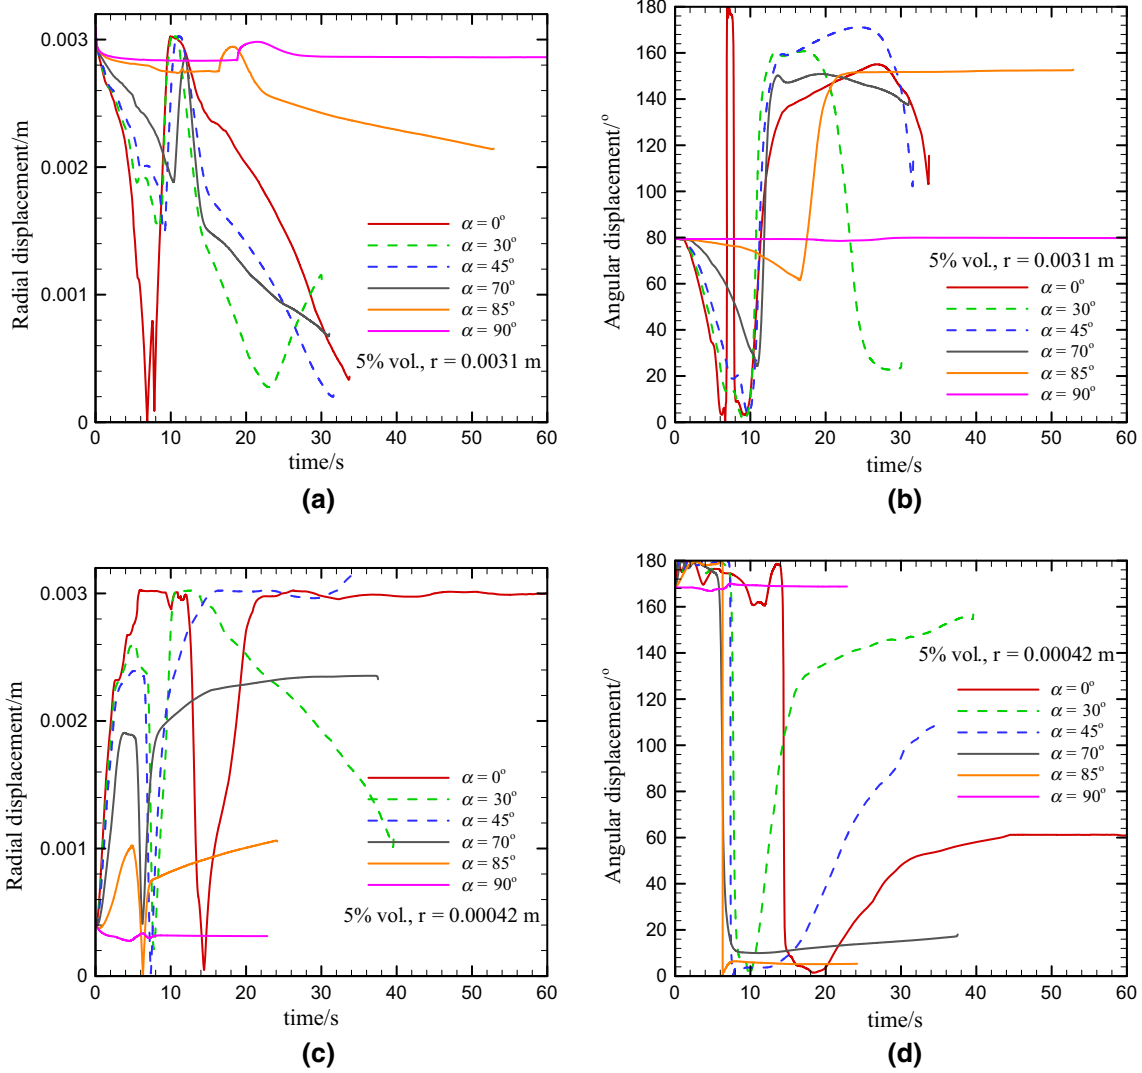 0.003
0.002
0.001
0
Radial displacement/m
α = 0°
α = 30°
α = 45°
α = 70°
α = 85°
α = 90°
5% vol., r = 0.0031 m
0 10 20 30 40 50 60
time/s
(a)
180
160
140
120
100
80
60
40
20
0
Angular displacement/°
5% vol., r = 0.0031 m
α = 0°
α = 30°
α = 45°
α = 70°
α = 85°
α = 90°
0 10 20 30 40 50 60
time/s
(b)
0.003
0.002
0.001
0
Radial displacement/m
α = 0°
α = 30°
α = 45°
α = 70°
α = 85°
α = 90°
5% vol., r = 0.00042 m
0 10 20 30 40 50 60
time/s
(c)
180
160
140
120
100
80
60
40
20
0
Angular displacement/°
5% vol., r = 0.00042 m
α = 0°
α = 30°
α = 45°
α = 70°
α = 85°
α = 90°
0 10 20 30 40 50 60
time/s
(d)